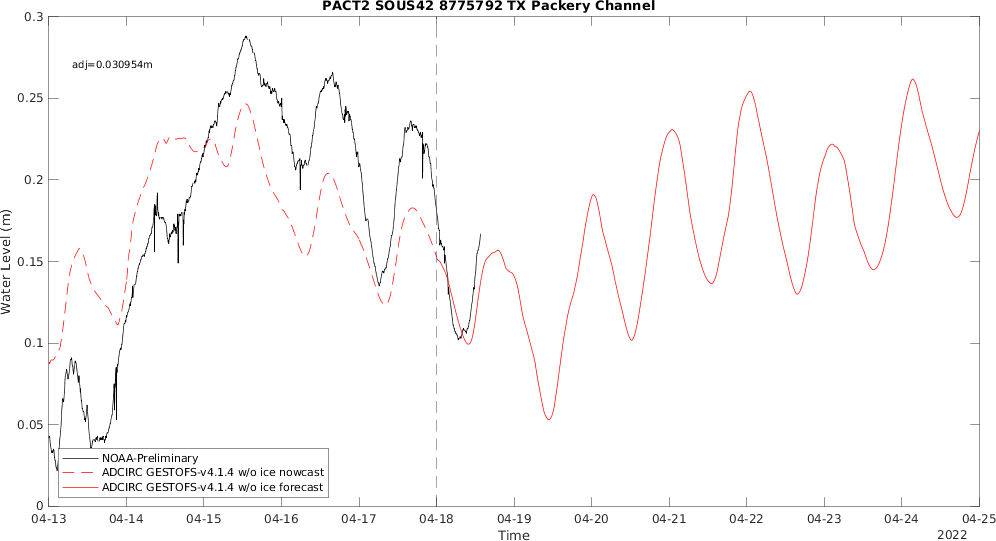 PACT2 SOUS42 8775792 TX Packery Channel
0.3
0.25
0.2
0.15
0.1
0.05
0
Water Level (m)
adj=0.030954m
NOAA-Preliminary
ADCIRC GESTOFS-v4.1.4 w/o ice nowcast
ADCIRC GESTOFS-v4.1.4 w/o ice forecast
04-13 04-14 04-15 04-16 04-17 04-18 04-19 04-20 04-21 04-22 04-23 04-24 04-25
Time
2022